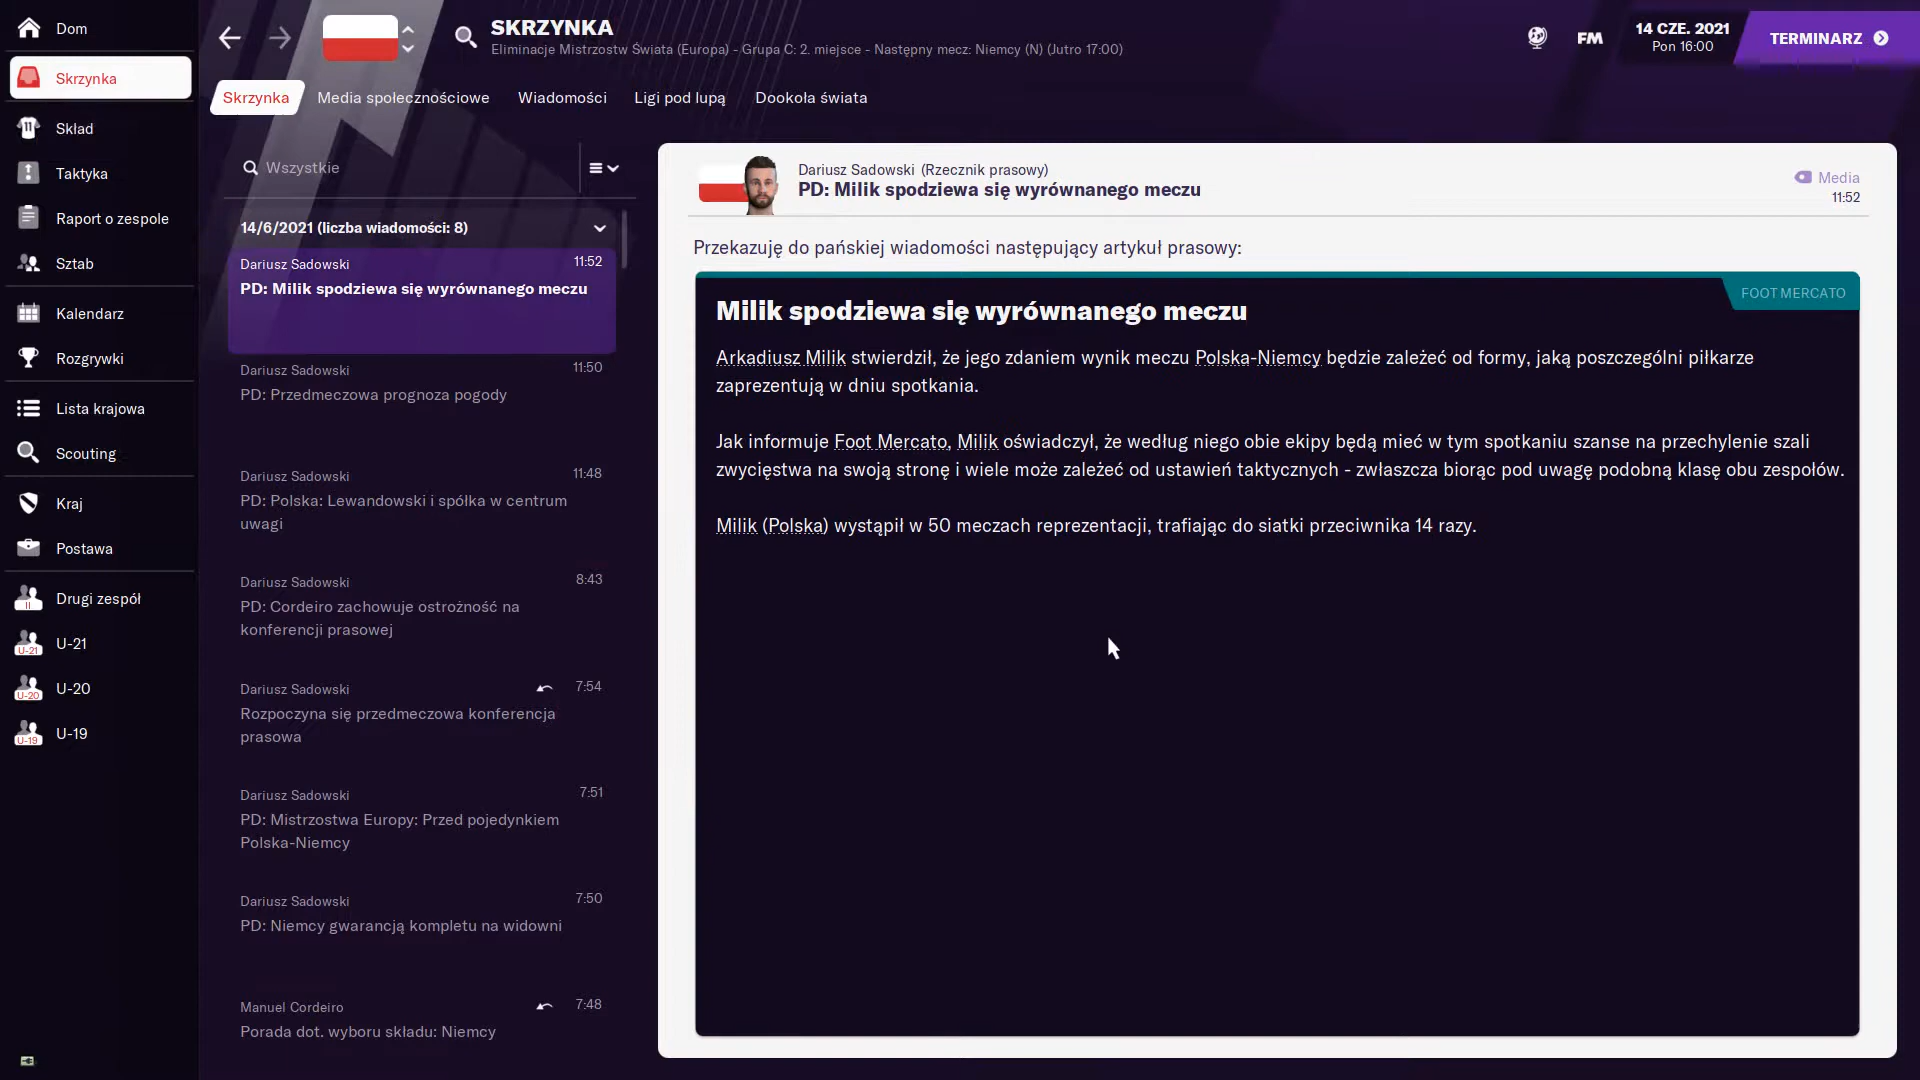 Dom
Skrzynka
Skład
Taktyka
Raport o zespole
Sztab
Kalendarz
Rozgrywki
Lista krajowa
Scouting
Kraj
Postawa
Drugi zespół
U-21
U-21
U-20
U-20
U-19
U-19
SKRZYNKA
Eliminacje Mistrzostw Świata (Europa) - Grupa C: 2. miejsce - Następny mecz: Niemcy (N) (Jutro 17:00)
FM
14 CZE. 2021
Pon 16:00
TERMINARZ
Skrzynka Media społecznościowe Wiadomości Ligi pod lupą Dookoła świata
Wszystkie
14/6/2021 (liczba wiadomości: 8)
Dariusz Sadowski 11:52
PD: Milik spodziewa się wyrównanego meczu
Dariusz Sadowski 11:50
PD: Przedmeczowa prognoza pogody
Dariusz Sadowski 11:48
PD: Polska: Lewandowski i spółka w centrum
uwagi
Dariusz Sadowski 8:43
PD: Cordeiro zachowuje ostrożność na
konferencji prasowej
Dariusz Sadowski 7:54
Rozpoczyna się przedmeczowa konferencja
prasowa
Dariusz Sadowski 7:51
PD: Mistrzostwa Europy: Przed pojedynkiem
Polska-Niemcy
Dariusz Sadowski 7:50
PD: Niemcy gwarancją kompletu na widowni
Manuel Cordeiro 7:48
Porada dot. wyboru składu: Niemcy
Dariusz Sadowski (Rzecznik prasowy)
PD: Milik spodziewa się wyrównanego meczu
Media
11:52
Przekazuję do pańskiej wiadomości następujący artykuł prasowy:
FOOT MERCATO
Milik spodziewa się wyrównanego meczu
Arkadiusz Milik stwierdził, że jego zdaniem wynik meczu Polska-Niemcy będzie zależeć od formy, jaką poszczególni piłkarze
zaprezentują w dniu spotkania.
Jak informuje Foot Mercato, Milik oświadczył, że według niego obie ekipy będą mieć w tym spotkaniu szanse na przechylenie szali
zwycięstwa na swoją stronę i wiele może zależeć od ustawień taktycznych - zwłaszcza biorąc pod uwagę podobną klasę obu zespołów.
Milik (Polska) wystąpił w 50 meczach reprezentacji, trafiając do siatki przeciwnika 14 razy.